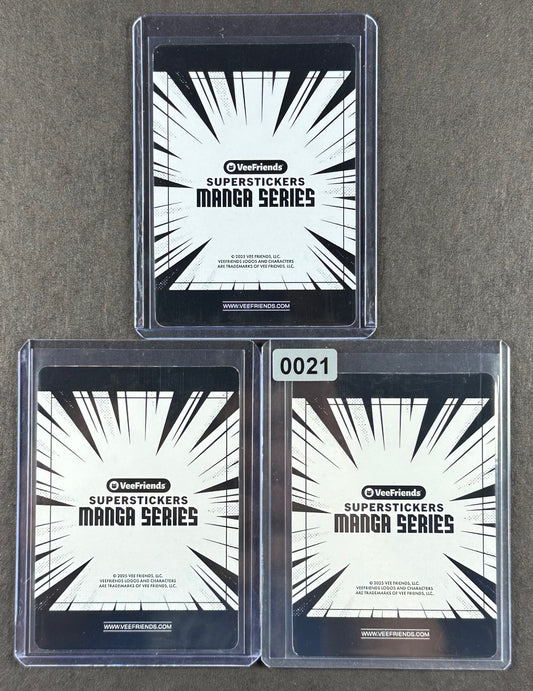 VeeFriends
SUPERSTICKERS
MANGA SERIES
© 2025 VEE FRIENDS, LLC.
VEEFRIENDS LOGOS AND CHARACTERS
ARE TRADEMARKS OF VEE FRIENDS, LLC.
WWW.VEEFRIENDS.COM
VeeFriends
SUPERSTICKERS
MANGA SERIES
© 2025 VEE FRIENDS, LLC.
VEEFRIENDS LOGOS AND CHARACTERS
ARE TRADEMARKS OF VEE FRIENDS, LLC.
WWW.VEEFRIENDS.COM
0021
VeeFriends
SUPERSTICKERS
MANGA SERIES
© 2025 VEE FRIENDS, LLC.
VEEFRIENDS LOGOS AND CHARACTERS
ARE TRADEMARKS OF VEE FRIENDS, LLC.
WWW.VEEFRIENDS.COM